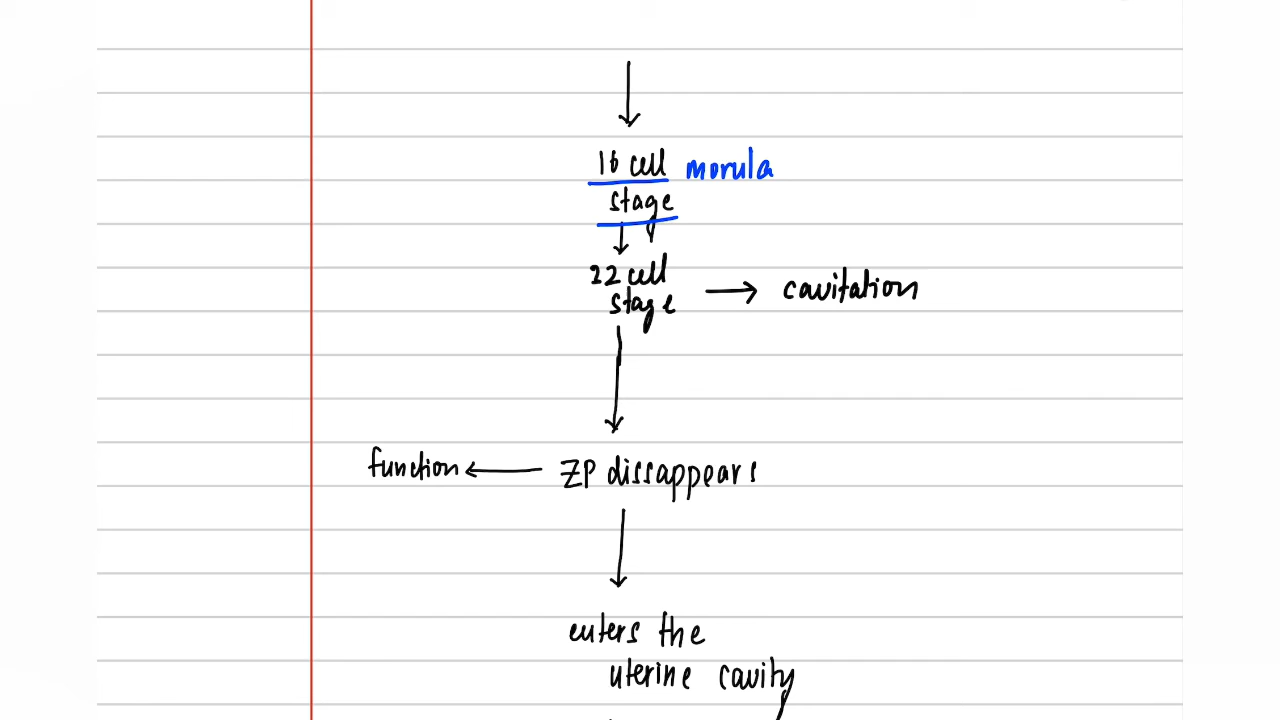 16 cell morula
stage
22 cell
stage → cavitation
function ← ZP dissappears
enters the
uterine cavity